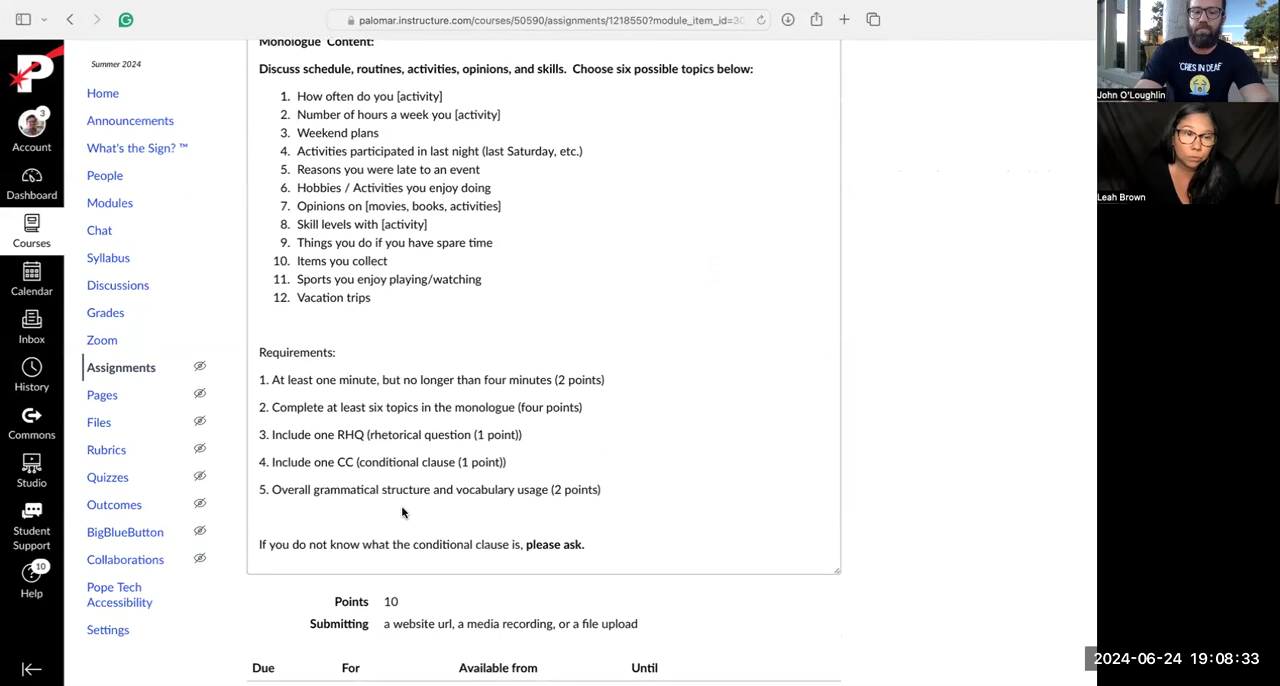 palomar.instructure.com/courses/50590/assignments/1218550?module_item_id=30
Summer 2024
Home
Announcements
What's the Sign? ™
People
Modules
Chat
Syllabus
Discussions
Grades
Zoom
Assignments
Pages
Files
Rubrics
Quizzes
Outcomes
BigBlueButton
Collaborations
Pope Tech
Accessibility
Settings
P
3
Account
Dashboard
Courses
Calendar
Inbox
History
Commons
Studio
Student
Support
10
Help
Monologue Content:
Discuss schedule, routines, activities, opinions, and skills. Choose six possible topics below:
1. How often do you [activity]
2. Number of hours a week you [activity]
3. Weekend plans
4. Activities participated in last night (last Saturday, etc.)
5. Reasons you were late to an event
6. Hobbies / Activities you enjoy doing
7. Opinions on [movies, books, activities]
8. Skill levels with [activity]
9. Things you do if you have spare time
10. Items you collect
11. Sports you enjoy playing/watching
12. Vacation trips
Requirements:
1. At least one minute, but no longer than four minutes (2 points)
2. Complete at least six topics in the monologue (four points)
3. Include one RHQ (rhetorical question (1 point))
4. Include one CC (conditional clause (1 point))
5. Overall grammatical structure and vocabulary usage (2 points)
If you do not know what the conditional clause is, please ask.
Points 10
Submitting a website url, a media recording, or a file upload
Due For Available from Until
"CRIES IN DEAF"
John O'Loughlin
Leah Brown
2024-06-24 19:08:33